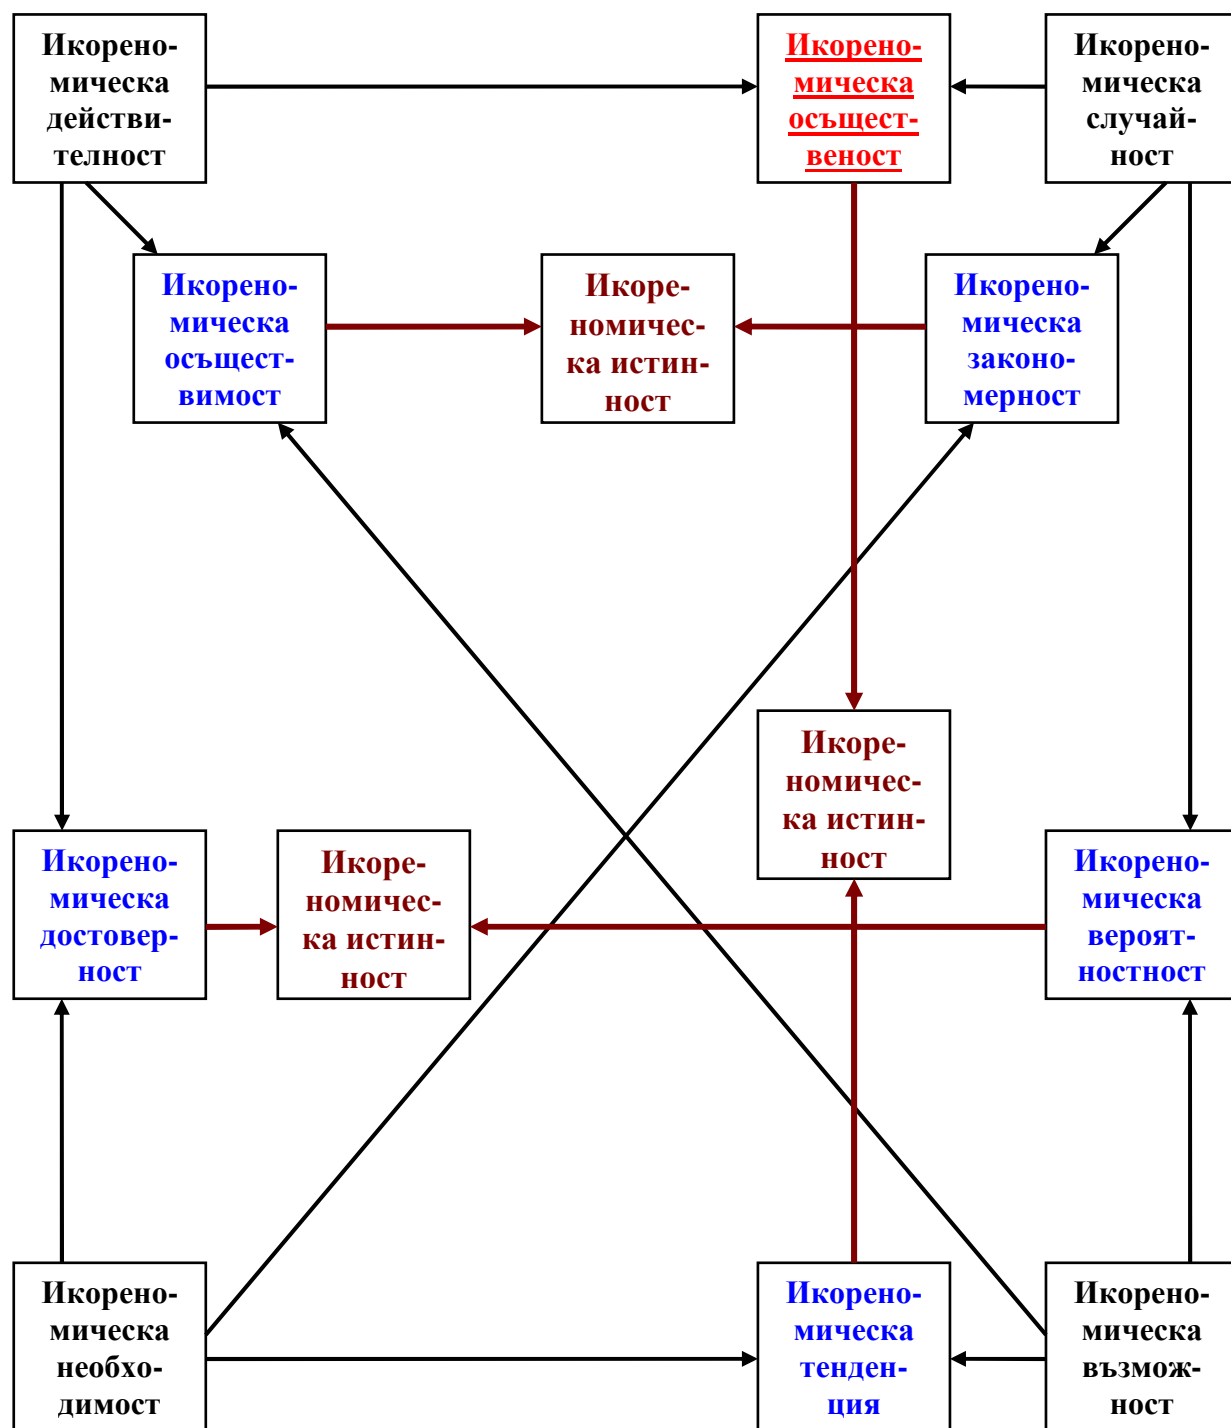 Икорено-
мическа
действи-
телност
Икорено-
мическа
осъщест-
веност
Икорено-
мическа
случай-
ност
Икорено-
мическа
осъщест-
вимост
Икоре-
номичес-
ка истин-
ност
Икорено-
мическа
законо-
мерност
Икоре-
номичес-
ка истин-
ност
Икорено-
мическа
достовер-
ност
Икоре-
номичес-
ка истин-
ност
Икорено-
мическа
вероят-
ностност
Икорено-
мическа
необхо-
димост
Икорено-
мическа
тенден-
ция
Икорено-
мическа
възмож-
ност